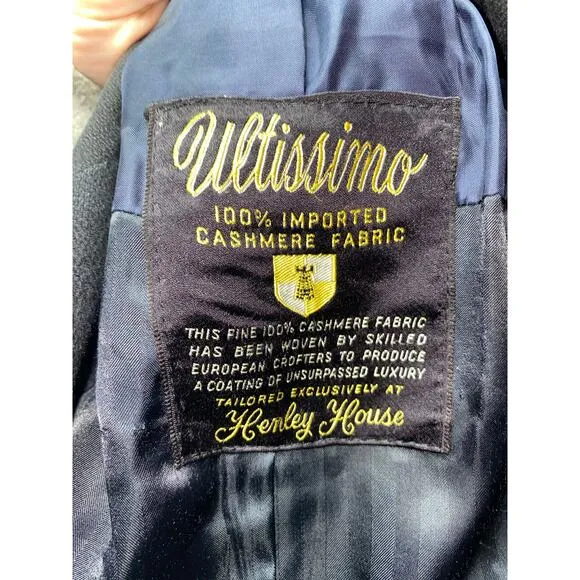 Ultissimo
100% IMPORTED
CASHMERE FABRIC
THIS FINE 100% CASHMERE FABRIC
HAS BEEN WOVEN BY SKILLED
EUROPEAN CROFTERS TO PRODUCE
A COATING OF UNSURPASSED LUXURY
TAILORED EXCLUSIVELY AT
Henley House